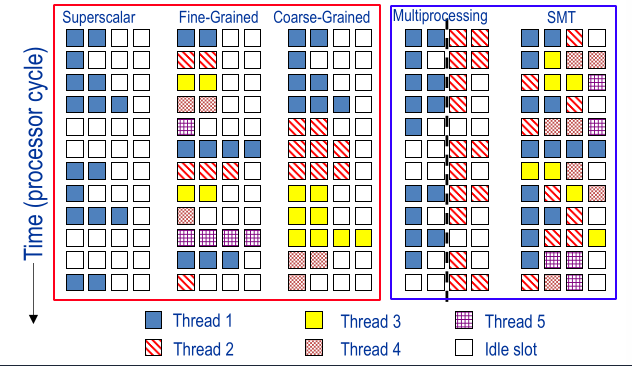 Superscalar Fine-Grained Coarse-Grained Multiprocessing SMT
Time (processor cycle)
Thread 1 Thread 3 Thread 5
Thread 2 Thread 4 Idle slot